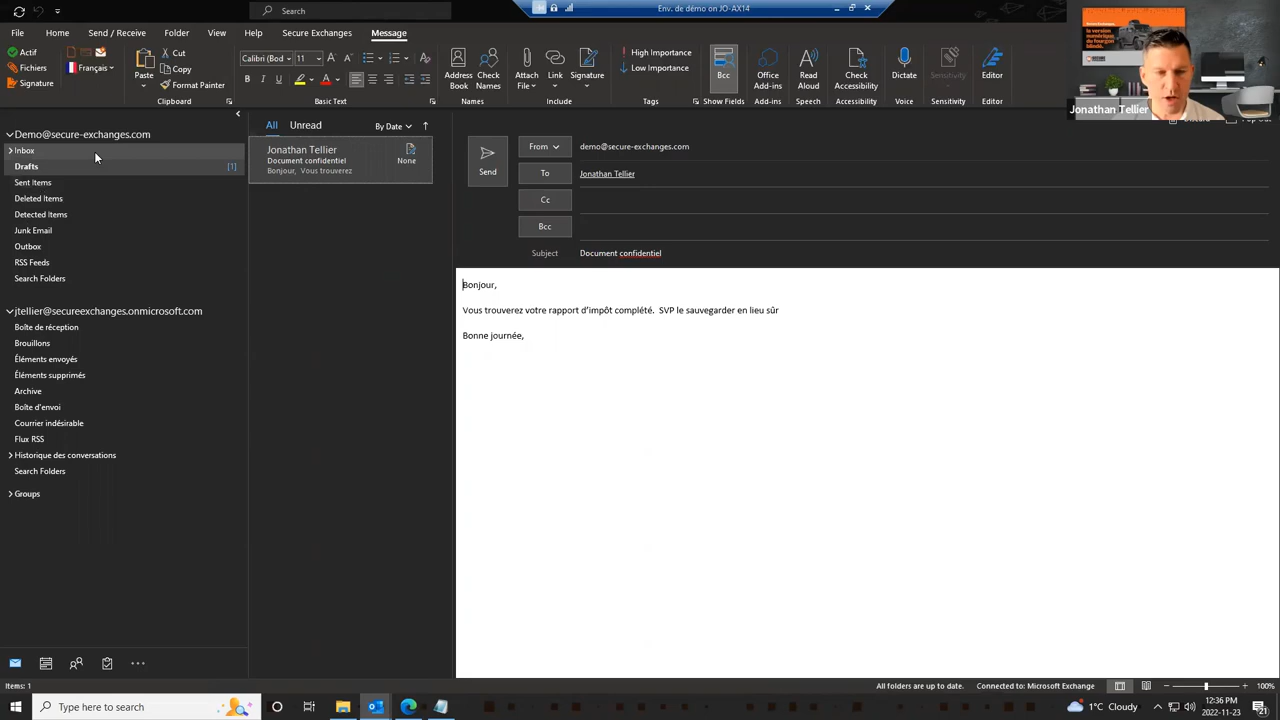 Search
Env. de démo on JO-AX14
File Home Send / Receive Folder View Help Secure Exchanges Message
Actif
Rapide
Signature
Français
Paste
Cut
Copy
Format Painter
Clipboard
Calibri (Bod 11
Basic Text
Address Book
Check Names
Names
Attach File
Link
Signature
Include
High Importance
Low Importance
Tags
Bcc
Show Fields
Office Add-ins
Add-ins
Read Aloud
Speech
Check Accessibility
Accessibility
Dictate
Voice
Sensitivity
Sensitivity
Editor
Editor
la version
numérique
du fourgon
blindé.
Jonathan Tellier
Demo@secure-exchanges.com
Inbox
Drafts [1]
Sent Items
Deleted Items
Detected Items
Junk Email
Outbox
RSS Feeds
Search Folders
jtellier@secureexchanges.onmicrosoft.com
Boîte de réception
Brouillons
Éléments envoyés
Éléments supprimés
Archive
Boîte d'envoi
Courrier indésirable
Flux RSS
Historique des conversations
Search Folders
Groups
All Unread By Date
Jonathan Tellier
Document confidentiel None
Bonjour, Vous trouverez
Send
From demo@secure-exchanges.com
To Jonathan Tellier
Cc
Bcc
Subject Document confidentiel
Bonjour,
Vous trouverez votre rapport d'impôt complété. SVP le sauvegarder en lieu sûr
Bonne journée,
Items: 1
All folders are up to date. Connected to: Microsoft Exchange 100%
Type here to search
1°C Cloudy
12:36 PM
2022-11-23
21